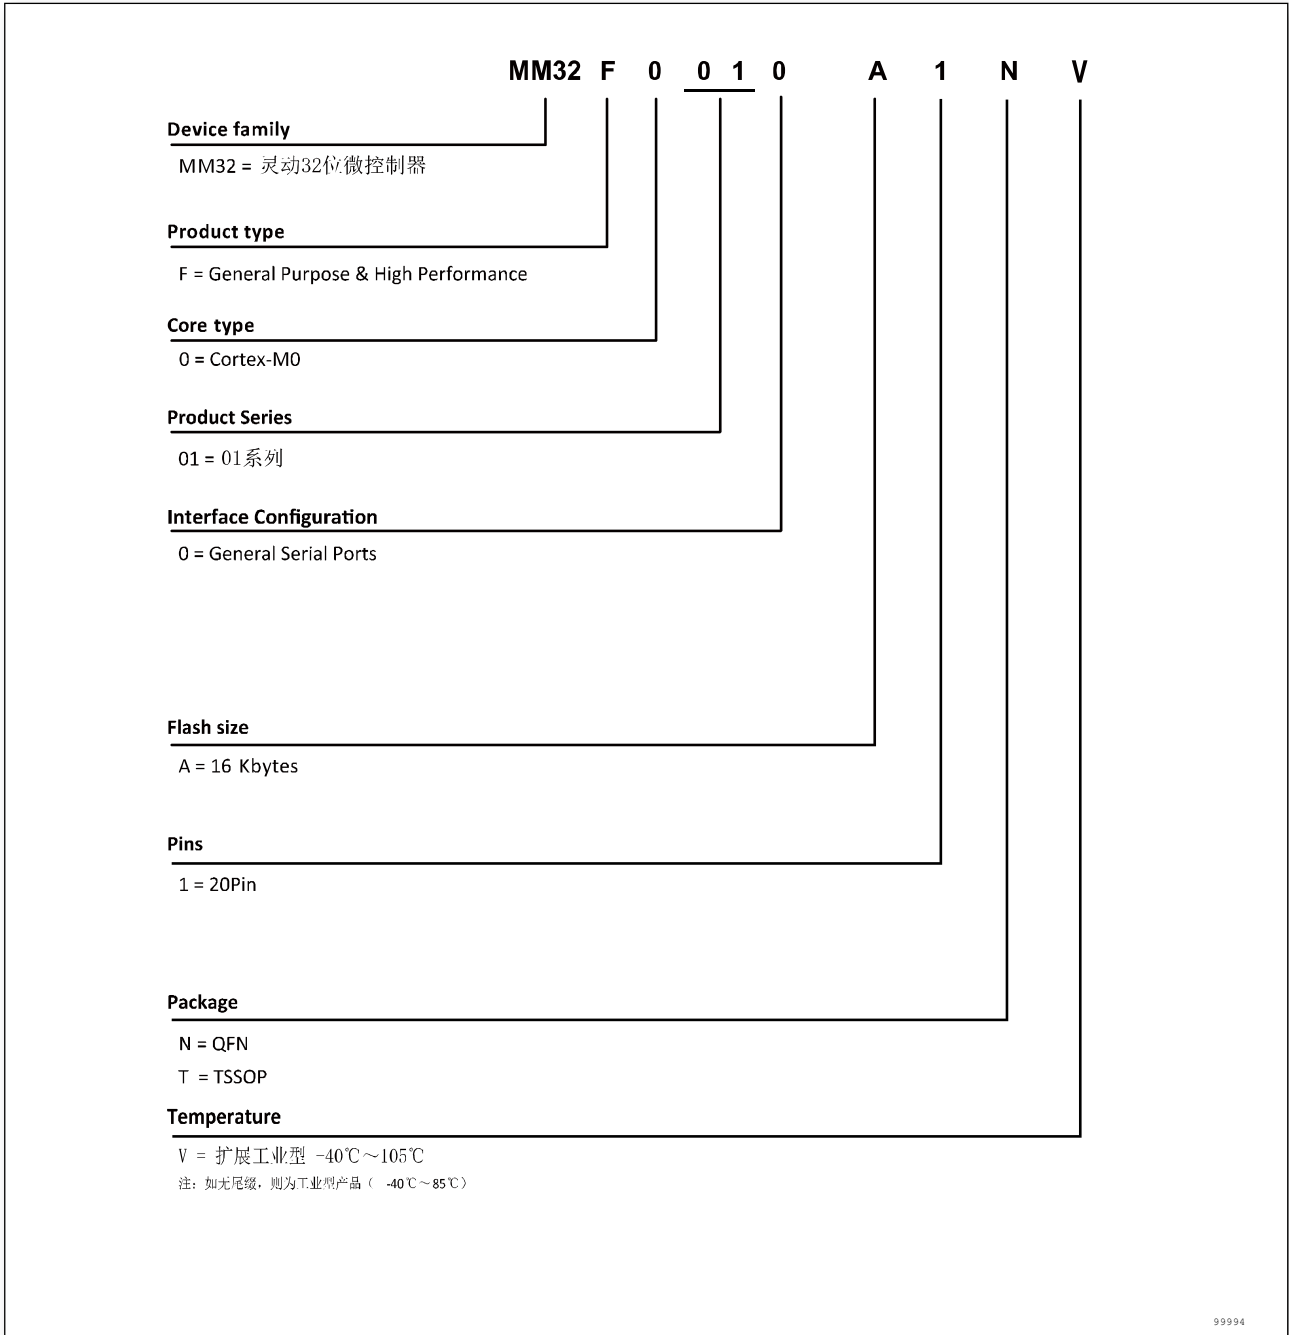 MM32 F 0 0 1 0 A 1 N V
Device family
MM32 = 灵动32位微控制器
Product type
F = General Purpose & High Performance
Core type
0 = Cortex-M0
Product Series
01 = 01系列
Interface Configuration
0 = General Serial Ports
Flash size
A = 16 Kbytes
Pins
1 = 20Pin
Package
N = QFN
T = TSSOP
Temperature
V = 扩展工业型 -40℃～105℃
注：如无尾缀，则为工业型产品（ -40℃～85℃）
99994